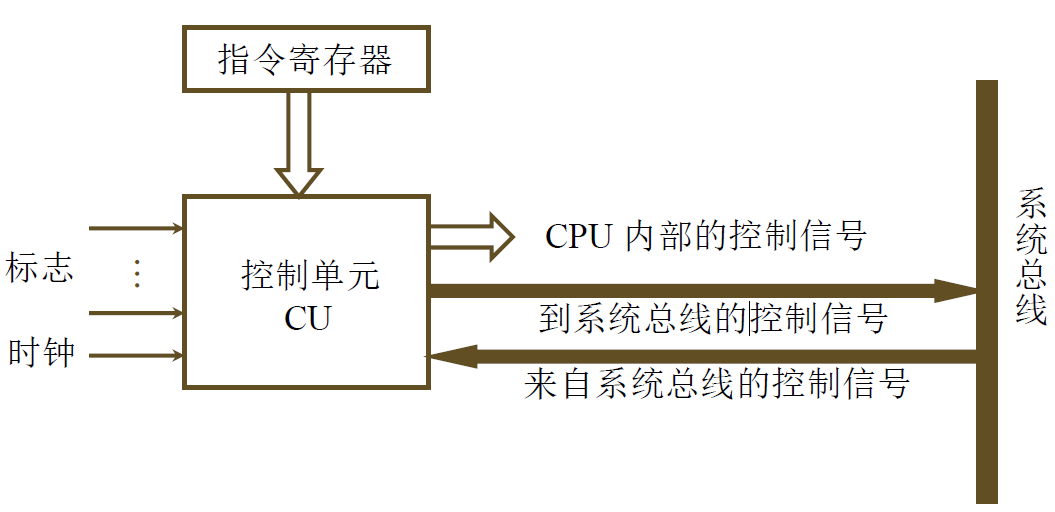 指令寄存器
标志
⋮
时钟
控制单元
CU
CPU 内部的控制信号
到系统总线的控制信号
来自系统总线的控制信号
系统总线